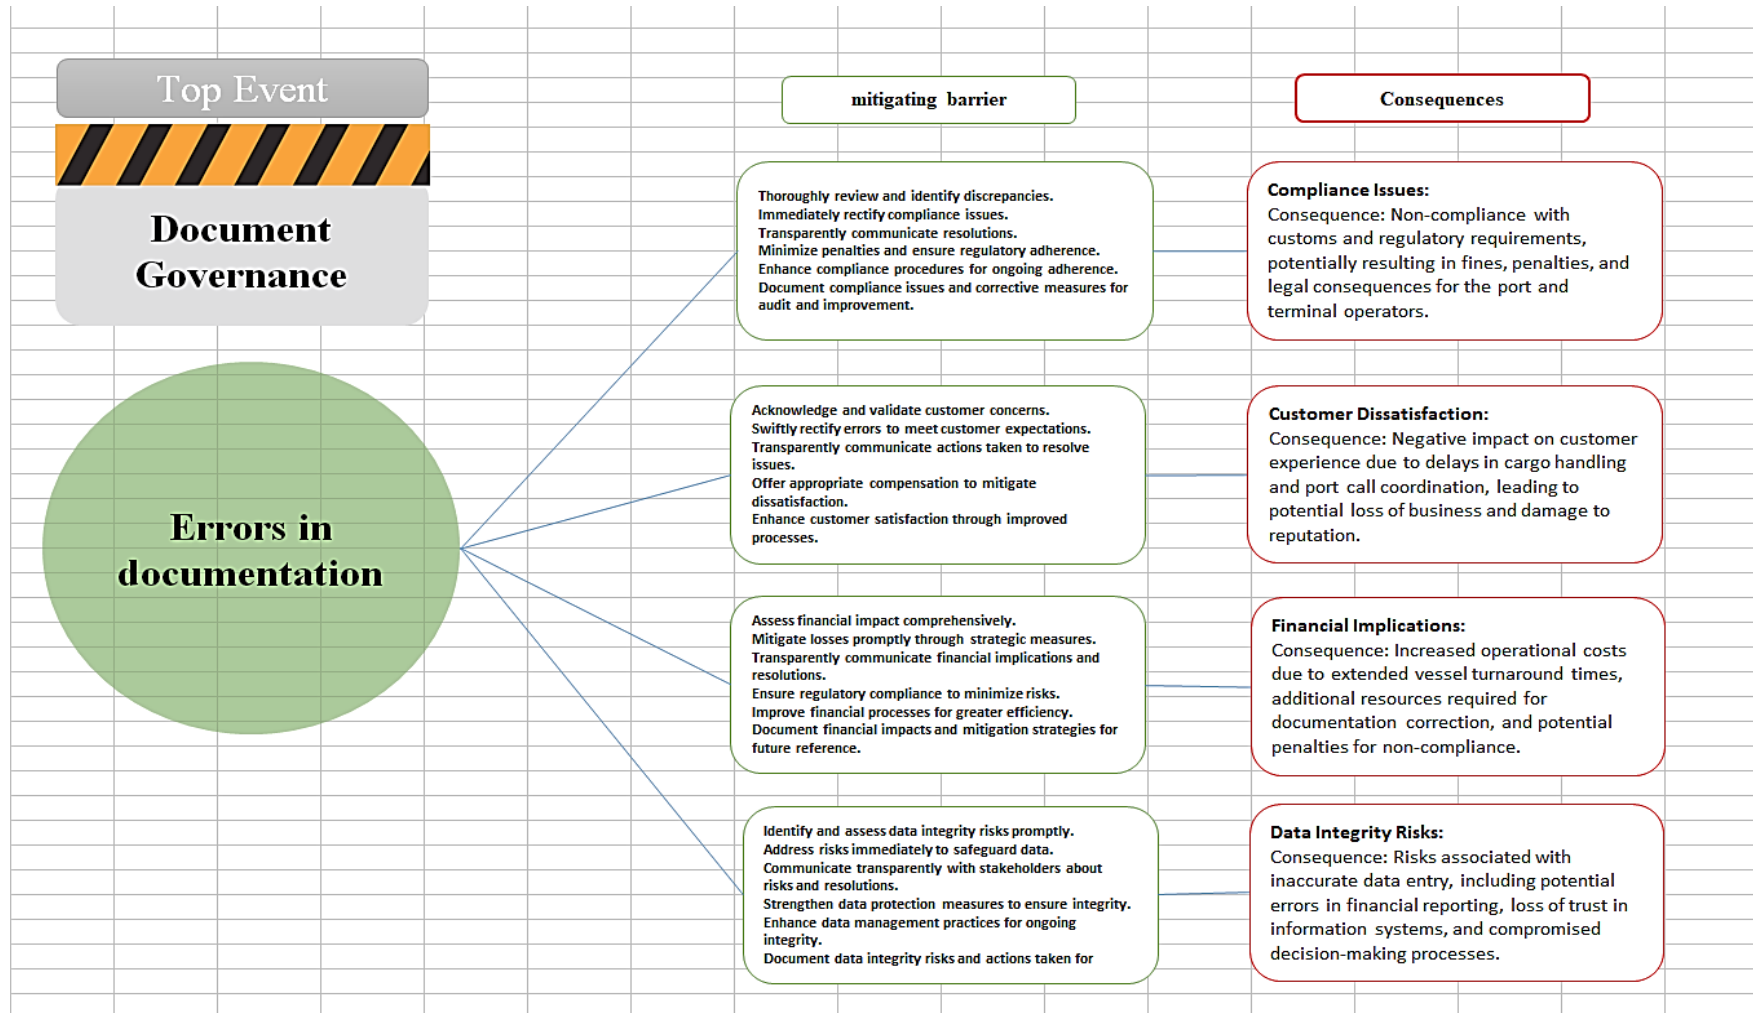 Top Event
Document
Governance
Errors in
documentation
mitigating barrier
Thoroughly review and identify discrepancies.
Immediately rectify compliance issues.
Transparently communicate resolutions.
Minimize penalties and ensure regulatory adherence.
Enhance compliance procedures for ongoing adherence.
Document compliance issues and corrective measures for
audit and improvement.
Acknowledge and validate customer concerns.
Swiftly rectify errors to meet customer expectations.
Transparently communicate actions taken to resolve
issues.
Offer appropriate compensation to mitigate
dissatisfaction.
Enhance customer satisfaction through improved
processes.
Assess financial impact comprehensively.
Mitigate losses promptly through strategic measures.
Transparently communicate financial implications and
resolutions.
Ensure regulatory compliance to minimize risks.
Improve financial processes for greater efficiency.
Document financial impacts and mitigation strategies for
future reference.
Identify and assess data integrity risks promptly.
Address risks immediately to safeguard data.
Communicate transparently with stakeholders about
risks and resolutions.
Strengthen data protection measures to ensure integrity.
Enhance data management practices for ongoing
integrity.
Document data integrity risks and actions taken for
Consequences
Compliance Issues:
Consequence: Non-compliance with
customs and regulatory requirements,
potentially resulting in fines, penalties, and
legal consequences for the port and
terminal operators.
Customer Dissatisfaction:
Consequence: Negative impact on customer
experience due to delays in cargo handling
and port call coordination, leading to
potential loss of business and damage to
reputation.
Financial Implications:
Consequence: Increased operational costs
due to extended vessel turnaround times,
additional resources required for
documentation correction, and potential
penalties for non-compliance.
Data Integrity Risks:
Consequence: Risks associated with
inaccurate data entry, including potential
errors in financial reporting, loss of trust in
information systems, and compromised
decision-making processes.